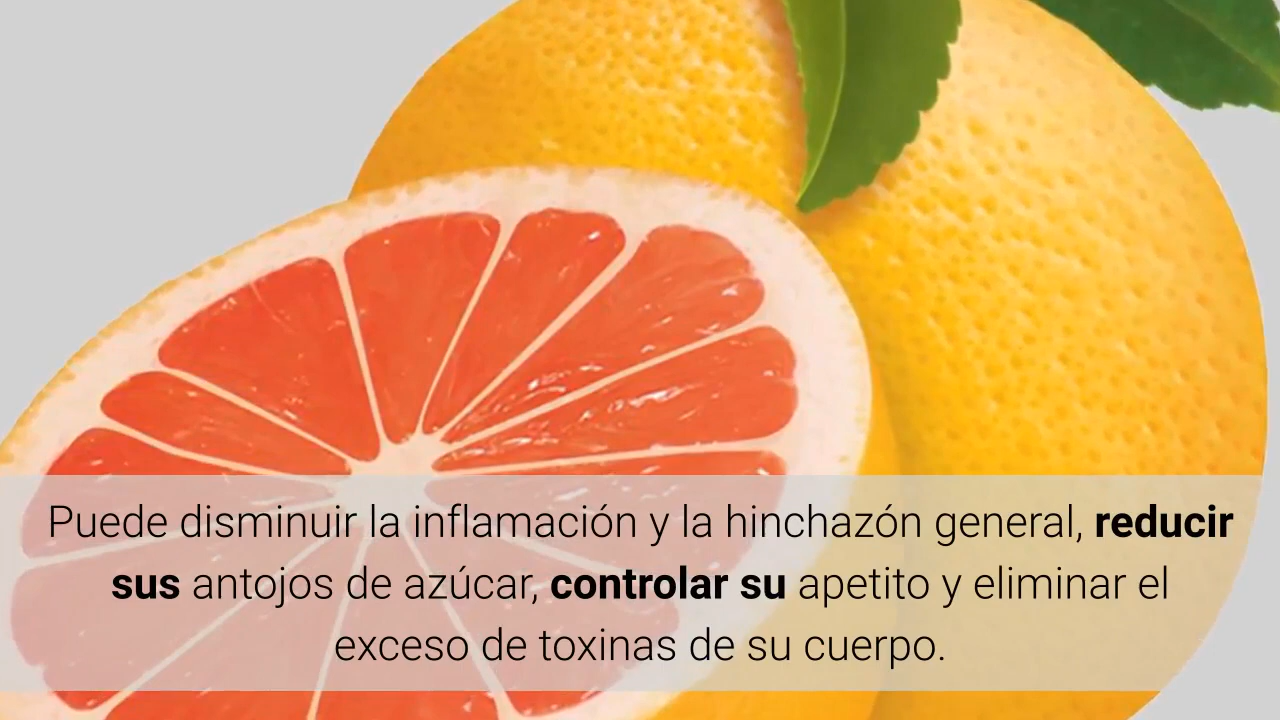 Puede disminuir la inflamación y la hinchazón general, reducir
sus antojos de azúcar, controlar su apetito y eliminar el
exceso de toxinas de su cuerpo.